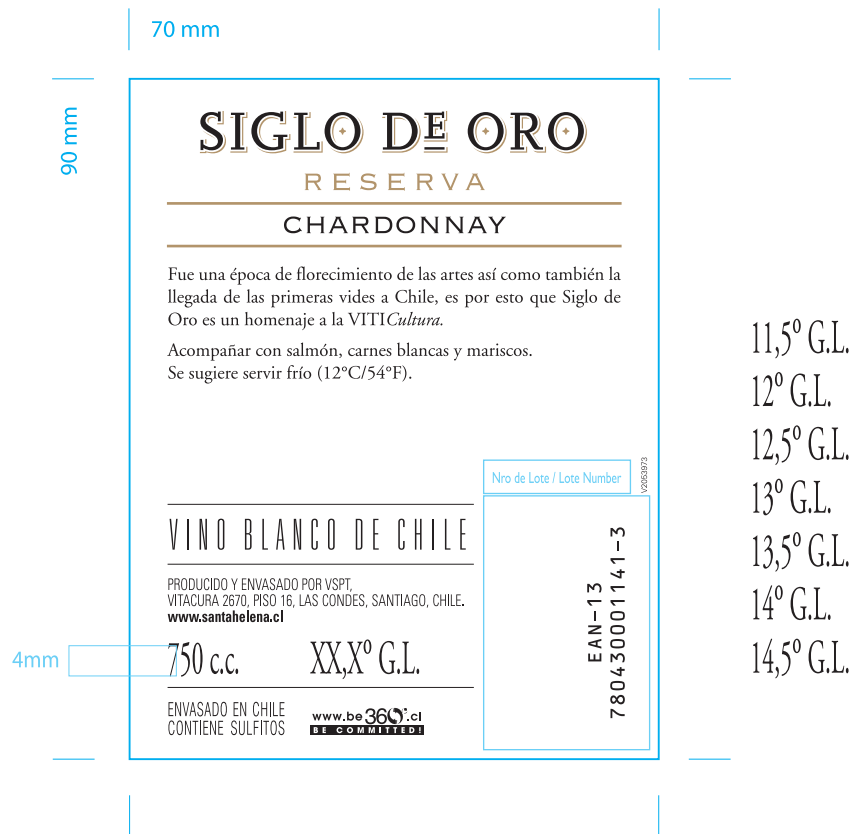 70 mm
90 mm
SIGLO DE ORO
RESERVA
CHARDONNAY
Fue una época de florecimiento de las artes así como también la
llegada de las primeras vides a Chile, es por esto que Siglo de
Oro es un homenaje a la VITICultura.
Acompañar con salmón, carnes blancas y mariscos.
Se sugiere servir frío (12°C/54°F).
Nro de Lote / Lote Number
V2063973
VINO BLANCO DE CHILE
PRODUCIDO Y ENVASADO POR VSPT,
VITACURA 2670, PISO 16, LAS CONDES, SANTIAGO, CHILE.
www.santahelena.cl
4mm
750 c.c. XX,Xº G.L.
ENVASADO EN CHILE
CONTIENE SULFITOS
www.be360°.cl
BE COMMITTED!
EAN-13
7804300001141-3
11,5º G.L.
12º G.L.
12,5º G.L.
13º G.L.
13,5º G.L.
14º G.L.
14,5º G.L.